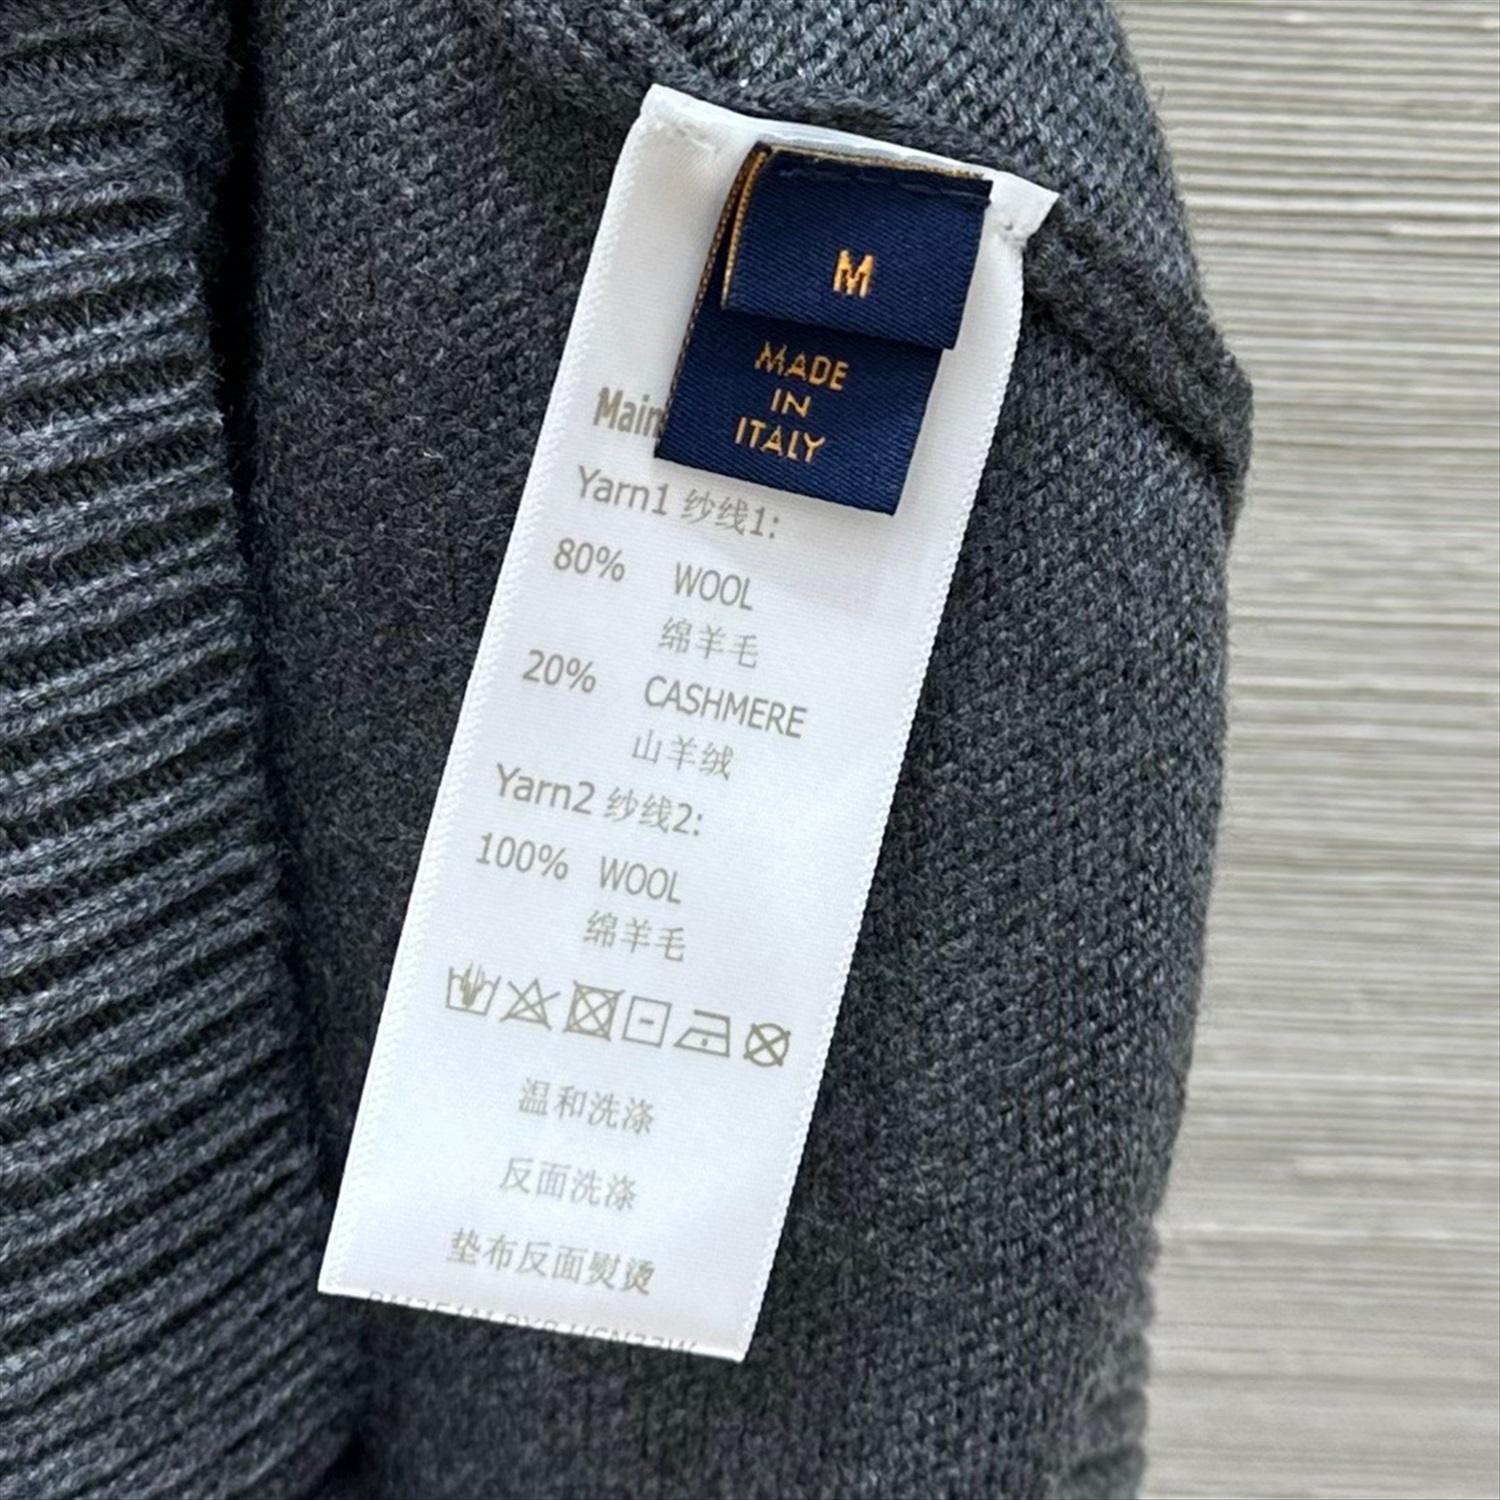 M
MADE
IN
ITALY
Main
Yarn1 纱线1:
80% WOOL
绵羊毛
20% CASHMERE
山羊绒
Yarn2 纱线2:
100% WOOL
绵羊毛
温和洗涤
反面洗涤
垫布反面熨烫